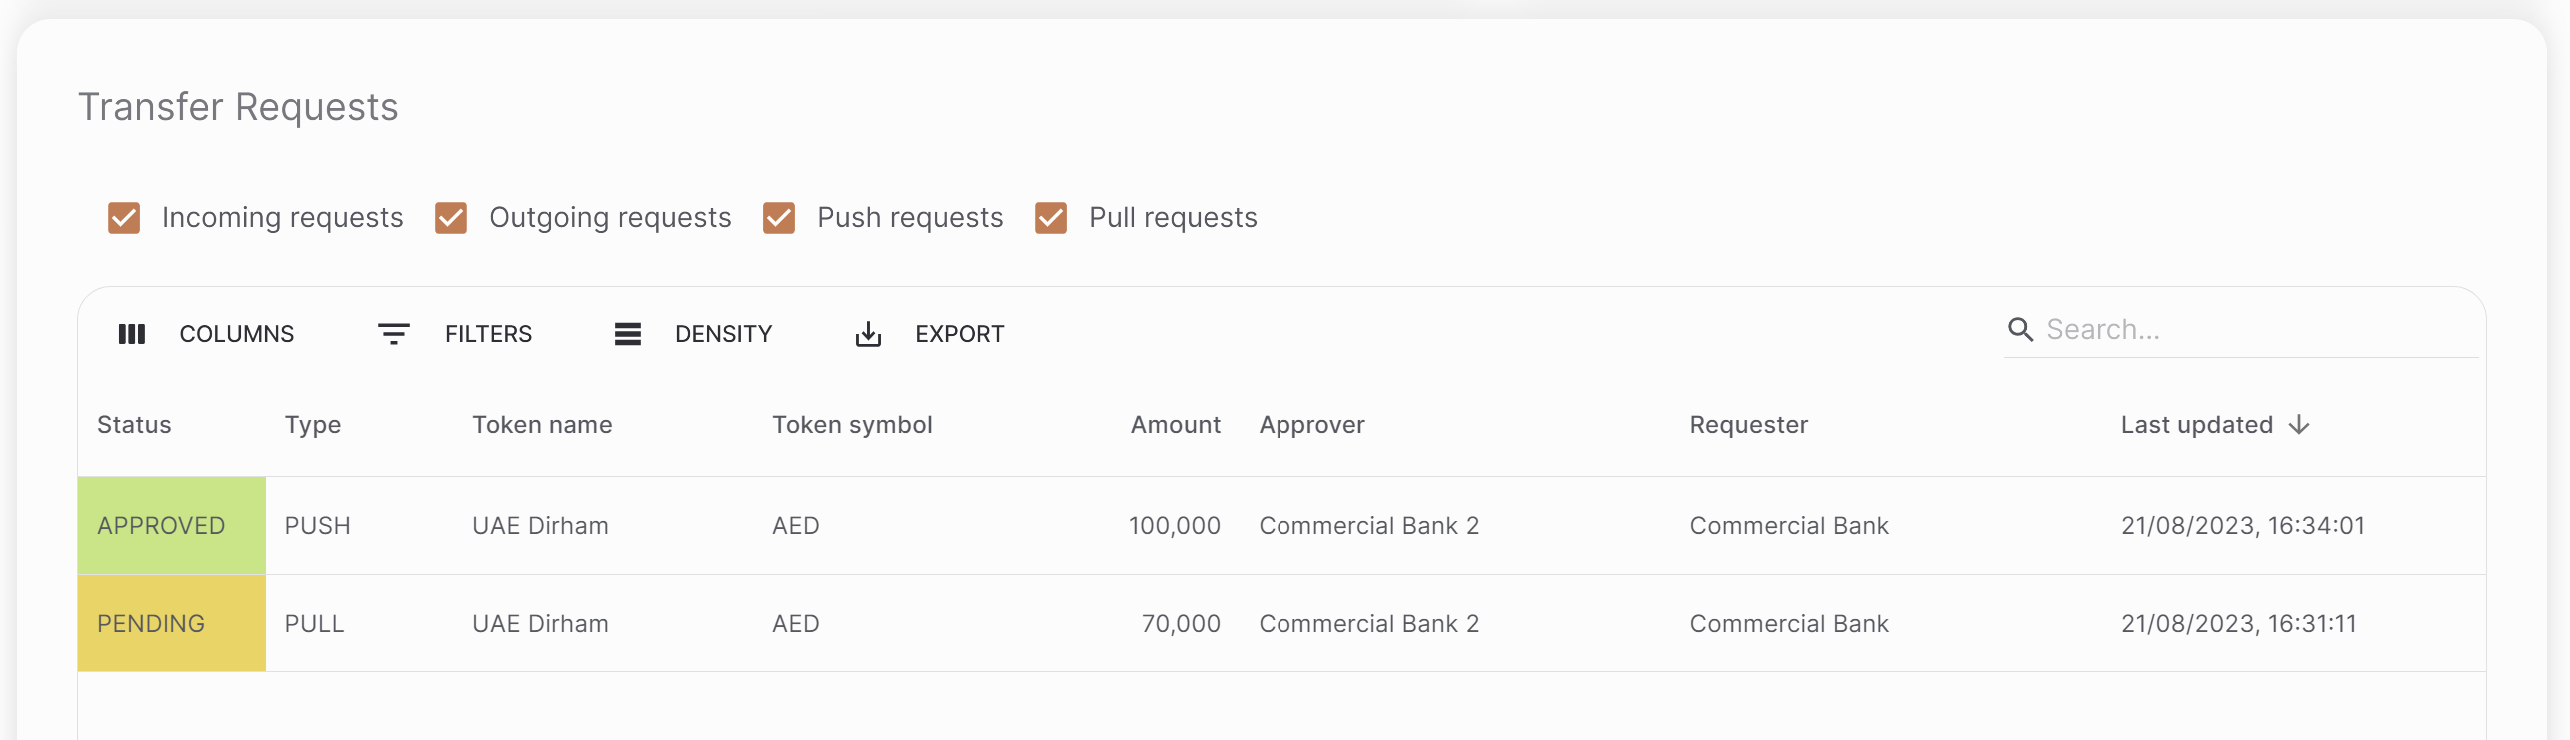 Transfer Requests
Incoming requests Outgoing requests Push requests Pull requests
COLUMNS FILTERS DENSITY EXPORT Search...
Status Type Token name Token symbol Amount Approver Requester Last updated
APPROVED PUSH UAE Dirham AED 100,000 Commercial Bank 2 Commercial Bank 21/08/2023, 16:34:01
PENDING PULL UAE Dirham AED 70,000 Commercial Bank 2 Commercial Bank 21/08/2023, 16:31:11